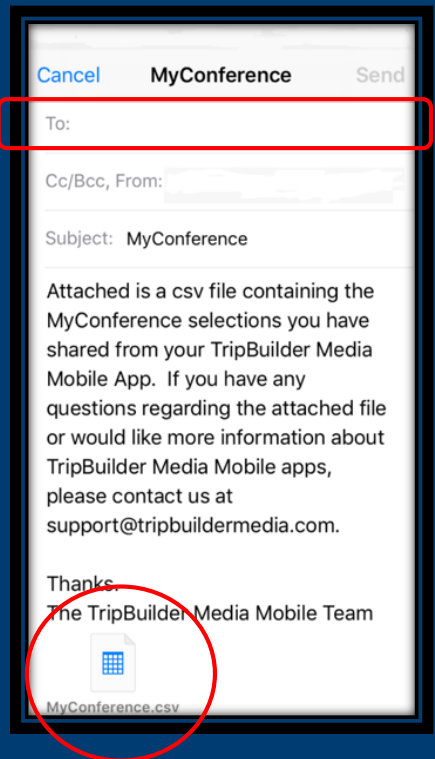 Cancel MyConference Send
To:
Cc/Bcc, From:
Subject: MyConference
Attached is a csv file containing the
MyConference selections you have
shared from your TripBuilder Media
Mobile App. If you have any
questions regarding the attached file
or would like more information about
TripBuilder Media Mobile apps,
please contact us at
support@tripbuildermedia.com.
Thanks.
The TripBuilder Media Mobile Team
MyConference.csv